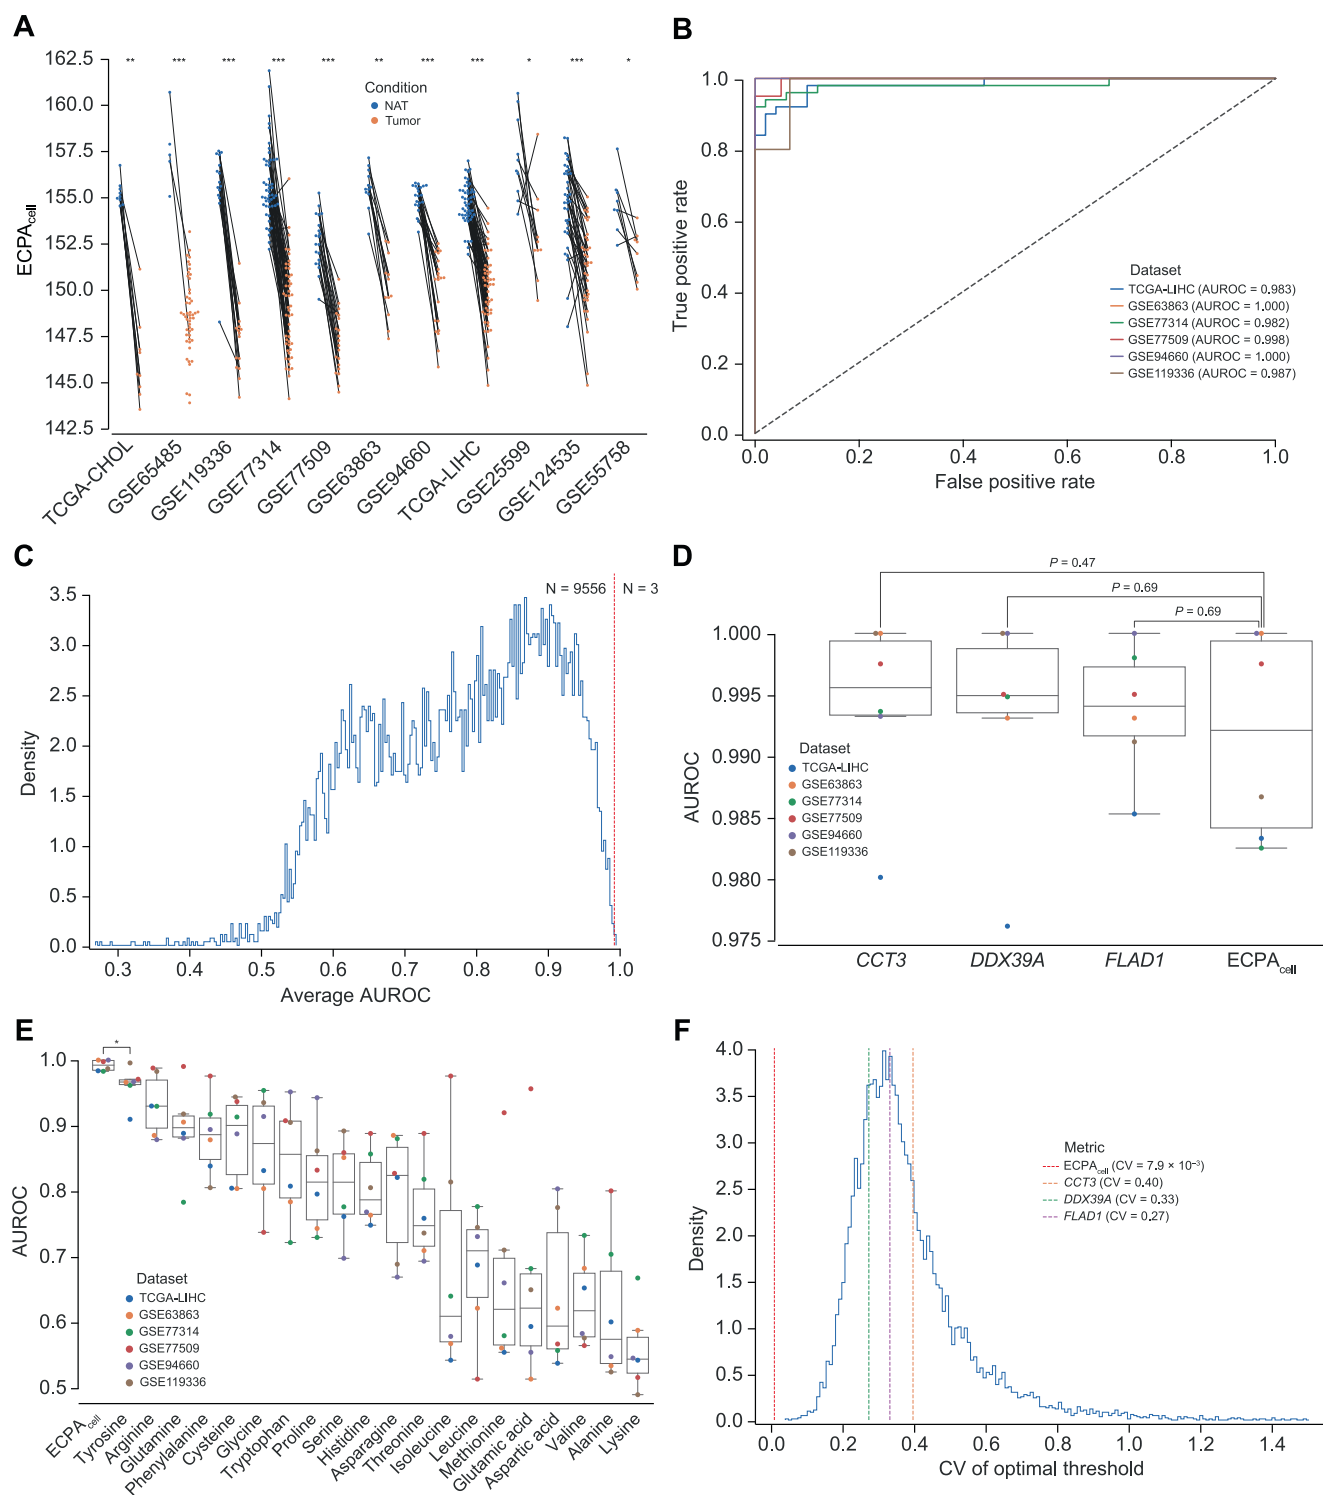 A
162.5
160.0
157.5
155.0
152.5
150.0
147.5
145.0
142.5
ECPAcell
** *** *** *** *** ** *** *** * *** *
Condition
NAT
Tumor
TCGA-CHOL
GSE65485
GSE119336
GSE77314
GSE77509
GSE63863
GSE94660
TCGA-LIHC
GSE25599
GSE124535
GSE55758
B
1.0
0.8
0.6
0.4
0.2
0.0
True positive rate
Dataset
TCGA-LIHC (AUROC = 0.983)
GSE63863 (AUROC = 1.000)
GSE77314 (AUROC = 0.982)
GSE77509 (AUROC = 0.998)
GSE94660 (AUROC = 1.000)
GSE119336 (AUROC = 0.987)
0.0 0.2 0.4 0.6 0.8 1.0
False positive rate
C
N = 9556 N = 3
3.5
3.0
2.5
2.0
1.5
1.0
0.5
0.0
Density
0.3 0.4 0.5 0.6 0.7 0.8 0.9 1.0
Average AUROC
D
P = 0.47
P = 0.69
P = 0.69
1.000
0.995
0.990
0.985
0.980
0.975
AUROC
Dataset
TCGA-LIHC
GSE63863
GSE77314
GSE77509
GSE94660
GSE119336
CCT3 DDX39A FLAD1 ECPAcell
E
*
1.0
0.9
0.8
0.7
0.6
0.5
AUROC
Dataset
TCGA-LIHC
GSE63863
GSE77314
GSE77509
GSE94660
GSE119336
ECPAcell
Tyrosine
Arginine
Glutamine
Phenylalanine
Cysteine
Glycine
Tryptophan
Proline
Serine
Histidine
Asparagine
Threonine
Isoleucine
Leucine
Methionine
Glutamic acid
Aspartic acid
Valine
Alanine
Lysine
F
4.0
3.5
3.0
2.5
2.0
1.5
1.0
0.5
0.0
Density
Metric
ECPAcell (CV = 7.9 × 10⁻³)
CCT3 (CV = 0.40)
DDX39A (CV = 0.33)
FLAD1 (CV = 0.27)
0.0 0.2 0.4 0.6 0.8 1.0 1.2 1.4
CV of optimal threshold